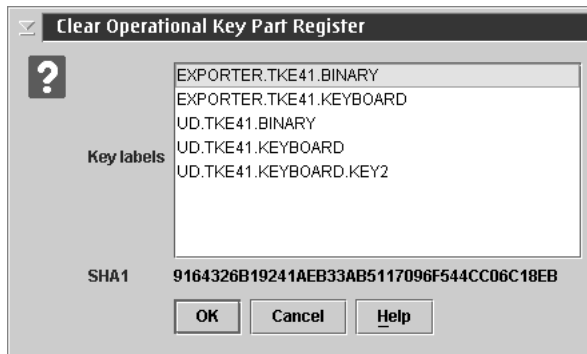 Clear Operational Key Part Register
?
EXPORTER.TKE41.BINARY
EXPORTER.TKE41.KEYBOARD
UD.TKE41.BINARY
UD.TKE41.KEYBOARD
UD.TKE41.KEYBOARD.KEY2
Key labels
SHA1 9164326B19241AEB33AB5117096F544CC06C18EB
OK Cancel Help